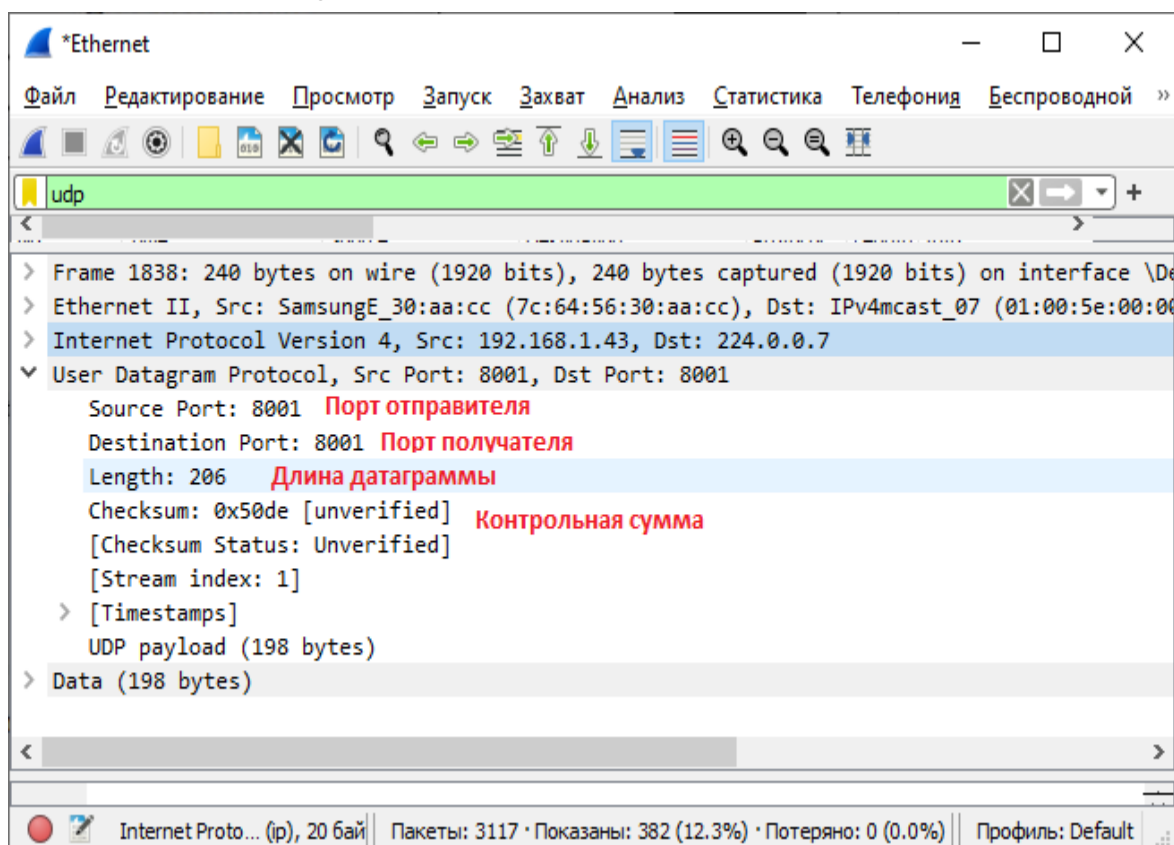 *Ethernet
Файл Редактирование Просмотр Запуск Захват Анализ Статистика Телефония Беспроводной »
udp
Frame 1838: 240 bytes on wire (1920 bits), 240 bytes captured (1920 bits) on interface \De
Ethernet II, Src: SamsungE_30:aa:cc (7c:64:56:30:aa:cc), Dst: IPv4mcast_07 (01:00:5e:00:00
Internet Protocol Version 4, Src: 192.168.1.43, Dst: 224.0.0.7
User Datagram Protocol, Src Port: 8001, Dst Port: 8001
Source Port: 8001 Порт отправителя
Destination Port: 8001 Порт получателя
Length: 206 Длина датаграммы
Checksum: 0x50de [unverified] Контрольная сумма
[Checksum Status: Unverified]
[Stream index: 1]
[Timestamps]
UDP payload (198 bytes)
Data (198 bytes)
Internet Proto... (ip), 20 бай Пакеты: 3117 · Показаны: 382 (12.3%) · Потеряно: 0 (0.0%) Профиль: Default